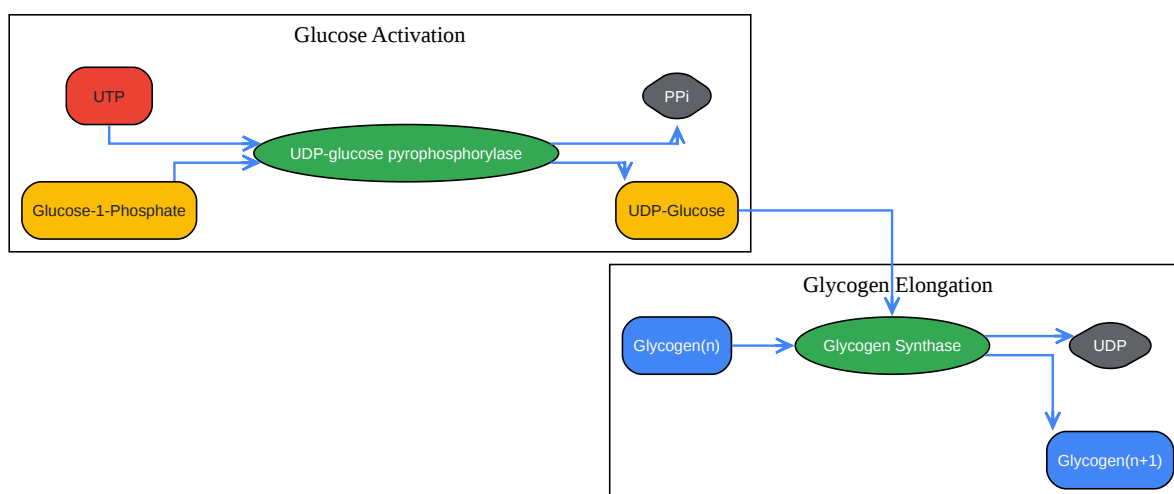 Glucose Activation
UTP
PPi
UDP-glucose pyrophosphorylase
Glucose-1-Phosphate
UDP-Glucose
Glycogen Elongation
Glycogen(n)
Glycogen Synthase
UDP
Glycogen(n+1)